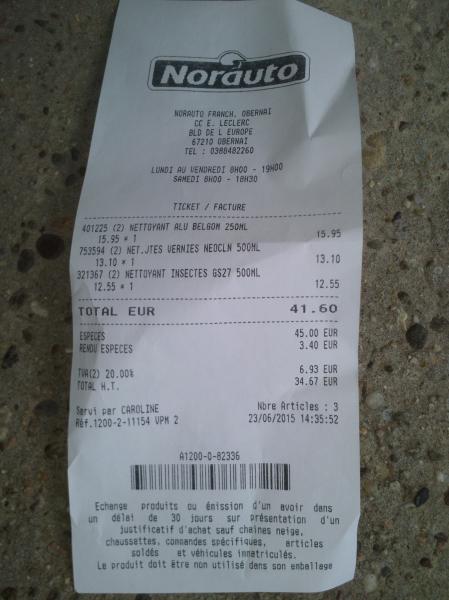 Norauto
NORAUTO FRANCH. OBERNAI
CC E. LECLERC
BLD DE L EUROPE
67210 OBERNAI
TEL : 0388482260
LUNDI AU VENDREDI 8H00 - 19H00
SAMEDI 8H00 - 18H30
TICKET / FACTURE
401225 (2) NETTOYANT ALU BELGOM 250ML
15.95 * 1 15.95
753594 (2) NET.JTES VERNIES NEOCLN 500ML
13.10 * 1 13.10
321367 (2) NETTOYANT INSECTES GS27 500ML
12.55 * 1 12.55
TOTAL EUR 41.60
ESPECES 45.00 EUR
RENDU ESPECES 3.40 EUR
TVA(2) 20.00% 6.93 EUR
TOTAL H.T. 34.67 EUR
Servi par CAROLINE Nbre Articles : 3
Réf.1200-2-11154 VPM 2 23/06/2015 14:35:52
A1200-0-82336
Echange produits ou émission d'un avoir dans
un délai de 30 jours sur présentation d'un
justificatif d'achat sauf chaines neige,
chaussettes, commandes spécifiques, articles
soldés et véhicules immatriculés.
Le produit doit être non utilisé dans son emballage